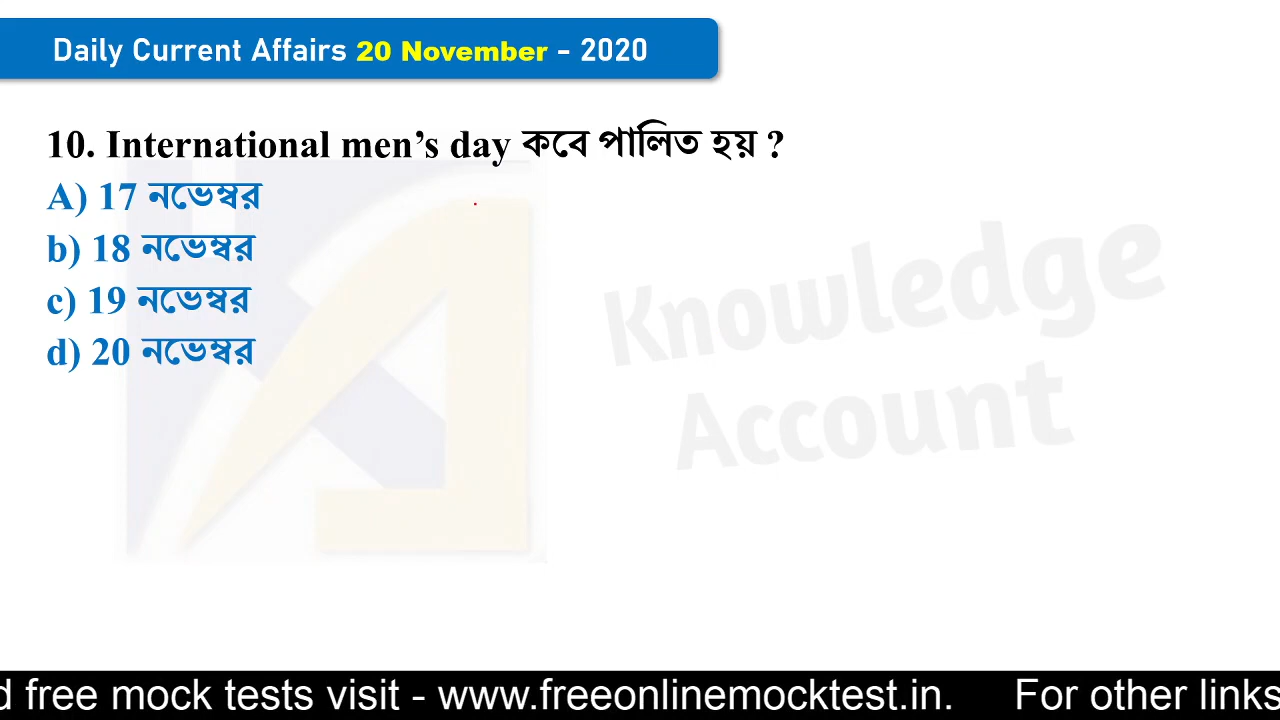 Daily Current Affairs 20 November - 2020
10. International men’s day কবে পালিত হয় ?
A) 17 নভেম্বর
b) 18 নভেম্বর
c) 19 নভেম্বর
d) 20 নভেম্বর
Knowledge
Account
d free mock tests visit - www.freeonlinemocktest.in. For other links